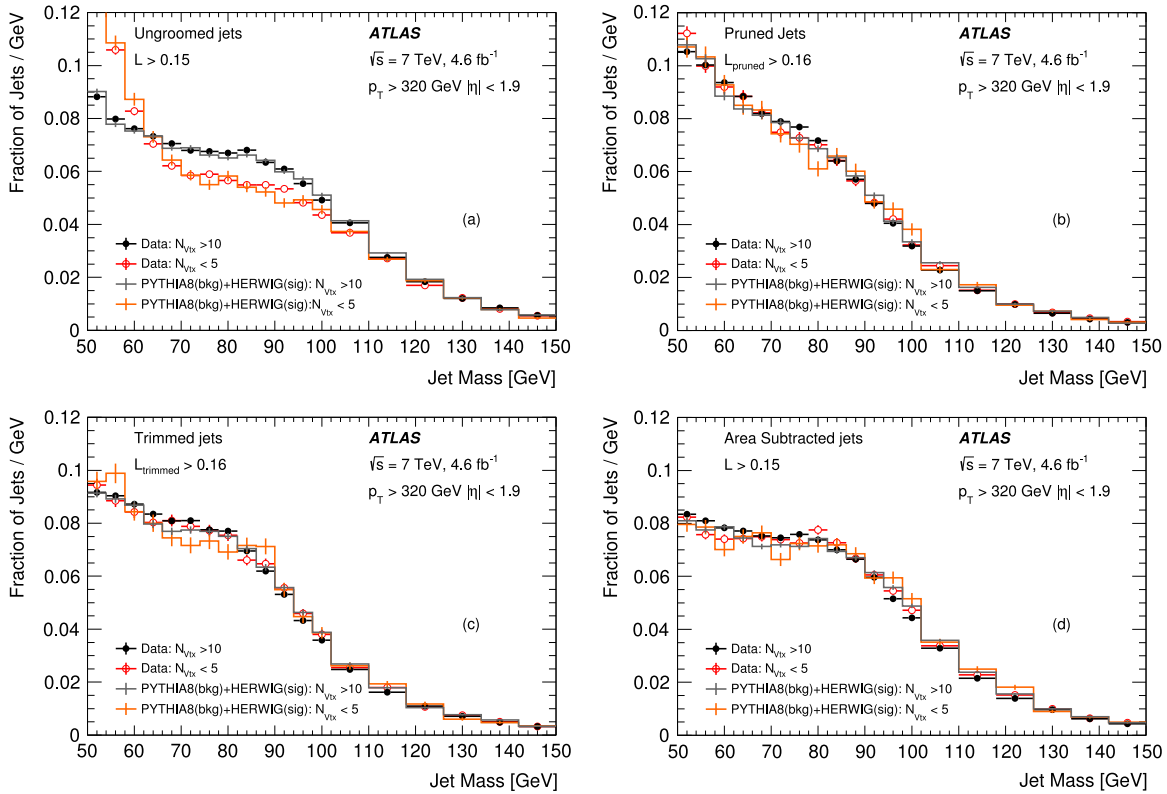 0.12
0.1
0.08
0.06
0.04
0.02
0
Fraction of Jets / GeV
Ungroomed jets
L > 0.15
ATLAS
√s = 7 TeV, 4.6 fb⁻¹
p_T > 320 GeV |η| < 1.9
(a)
Data: N_Vtx >10
Data: N_Vtx < 5
PYTHIA8(bkg)+HERWIG(sig): N_Vtx >10
PYTHIA8(bkg)+HERWIG(sig):N_Vtx < 5
50 60 70 80 90 100 110 120 130 140 150
Jet Mass [GeV]
0.12
0.1
0.08
0.06
0.04
0.02
0
Fraction of Jets / GeV
Pruned Jets
L_pruned > 0.16
ATLAS
√s = 7 TeV, 4.6 fb⁻¹
p_T > 320 GeV |η| < 1.9
(b)
Data: N_Vtx >10
Data: N_Vtx < 5
PYTHIA8(bkg)+HERWIG(sig): N_Vtx >10
PYTHIA8(bkg)+HERWIG(sig): N_Vtx < 5
50 60 70 80 90 100 110 120 130 140 150
Jet Mass [GeV]
0.12
0.1
0.08
0.06
0.04
0.02
0
Fraction of Jets / GeV
Trimmed jets
L_trimmed > 0.16
ATLAS
√s = 7 TeV, 4.6 fb⁻¹
p_T > 320 GeV |η| < 1.9
(c)
Data: N_Vtx >10
Data: N_Vtx < 5
PYTHIA8(bkg)+HERWIG(sig): N_Vtx >10
PYTHIA8(bkg)+HERWIG(sig): N_Vtx < 5
50 60 70 80 90 100 110 120 130 140 150
Jet Mass [GeV]
0.12
0.1
0.08
0.06
0.04
0.02
0
Fraction of Jets / GeV
Area Subtracted jets
L > 0.15
ATLAS
√s = 7 TeV, 4.6 fb⁻¹
p_T > 320 GeV |η| < 1.9
(d)
Data: N_Vtx >10
Data: N_Vtx < 5
PYTHIA8(bkg)+HERWIG(sig): N_Vtx >10
PYTHIA8(bkg)+HERWIG(sig): N_Vtx < 5
50 60 70 80 90 100 110 120 130 140 150
Jet Mass [GeV]